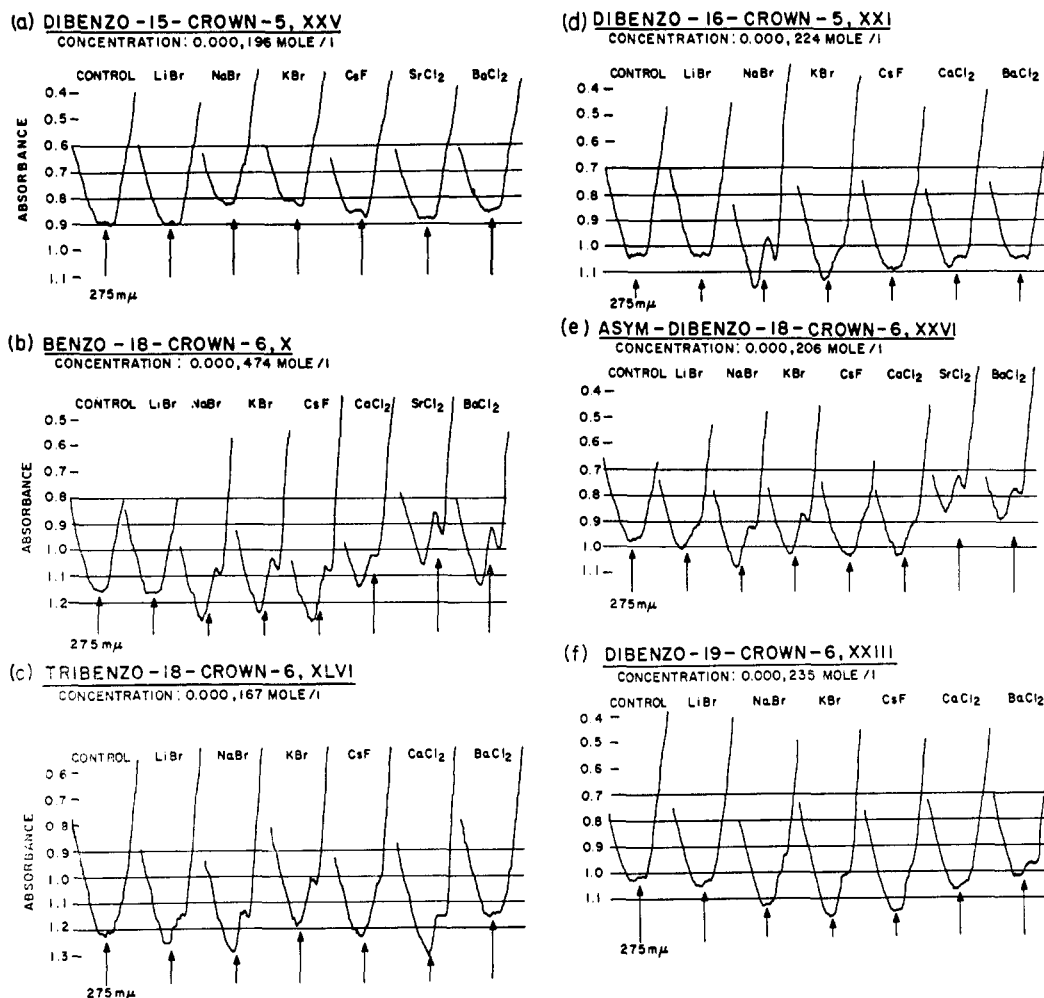 (a) DIBENZO-15-CROWN-5, XXV
CONCENTRATION: 0.000,196 MOLE/l
CONTROL LiBr NaBr KBr CsF SrCl2 BaCl2
0.4
0.5
0.6
0.7
0.8
0.9
1.0
1.1
ABSORBANCE
275mμ
(b) BENZO-18-CROWN-6, X
CONCENTRATION: 0.000,474 MOLE/l
CONTROL LiBr NaBr KBr CsF CaCl2 SrCl2 BaCl2
0.5
0.6
0.7
0.8
0.9
1.0
1.1
1.2
ABSORBANCE
275mμ
(c) TRIBENZO-18-CROWN-6, XLVI
CONCENTRATION: 0.000,167 MOLE/l
CONTROL LiBr NaBr KBr CsF CaCl2 BaCl2
0.6
0.7
0.8
0.9
1.0
1.1
1.2
1.3
ABSORBANCE
275mμ
(d) DIBENZO-16-CROWN-5, XXI
CONCENTRATION: 0.000,224 MOLE/l
CONTROL LiBr NaBr KBr CsF CaCl2 BaCl2
0.4
0.5
0.6
0.7
0.8
0.9
1.0
1.1
275mμ
(e) ASYM-DIBENZO-18-CROWN-6, XXVI
CONCENTRATION: 0.000,206 MOLE/l
CONTROL LiBr NaBr KBr CsF CaCl2 SrCl2 BaCl2
0.4
0.5
0.6
0.7
0.8
0.9
1.0
1.1
275mμ
(f) DIBENZO-19-CROWN-6, XXIII
CONCENTRATION: 0.000,235 MOLE/l
CONTROL LiBr NaBr KBr CsF CaCl2 BaCl2
0.4
0.5
0.6
0.7
0.8
0.9
1.0
1.1
275mμ